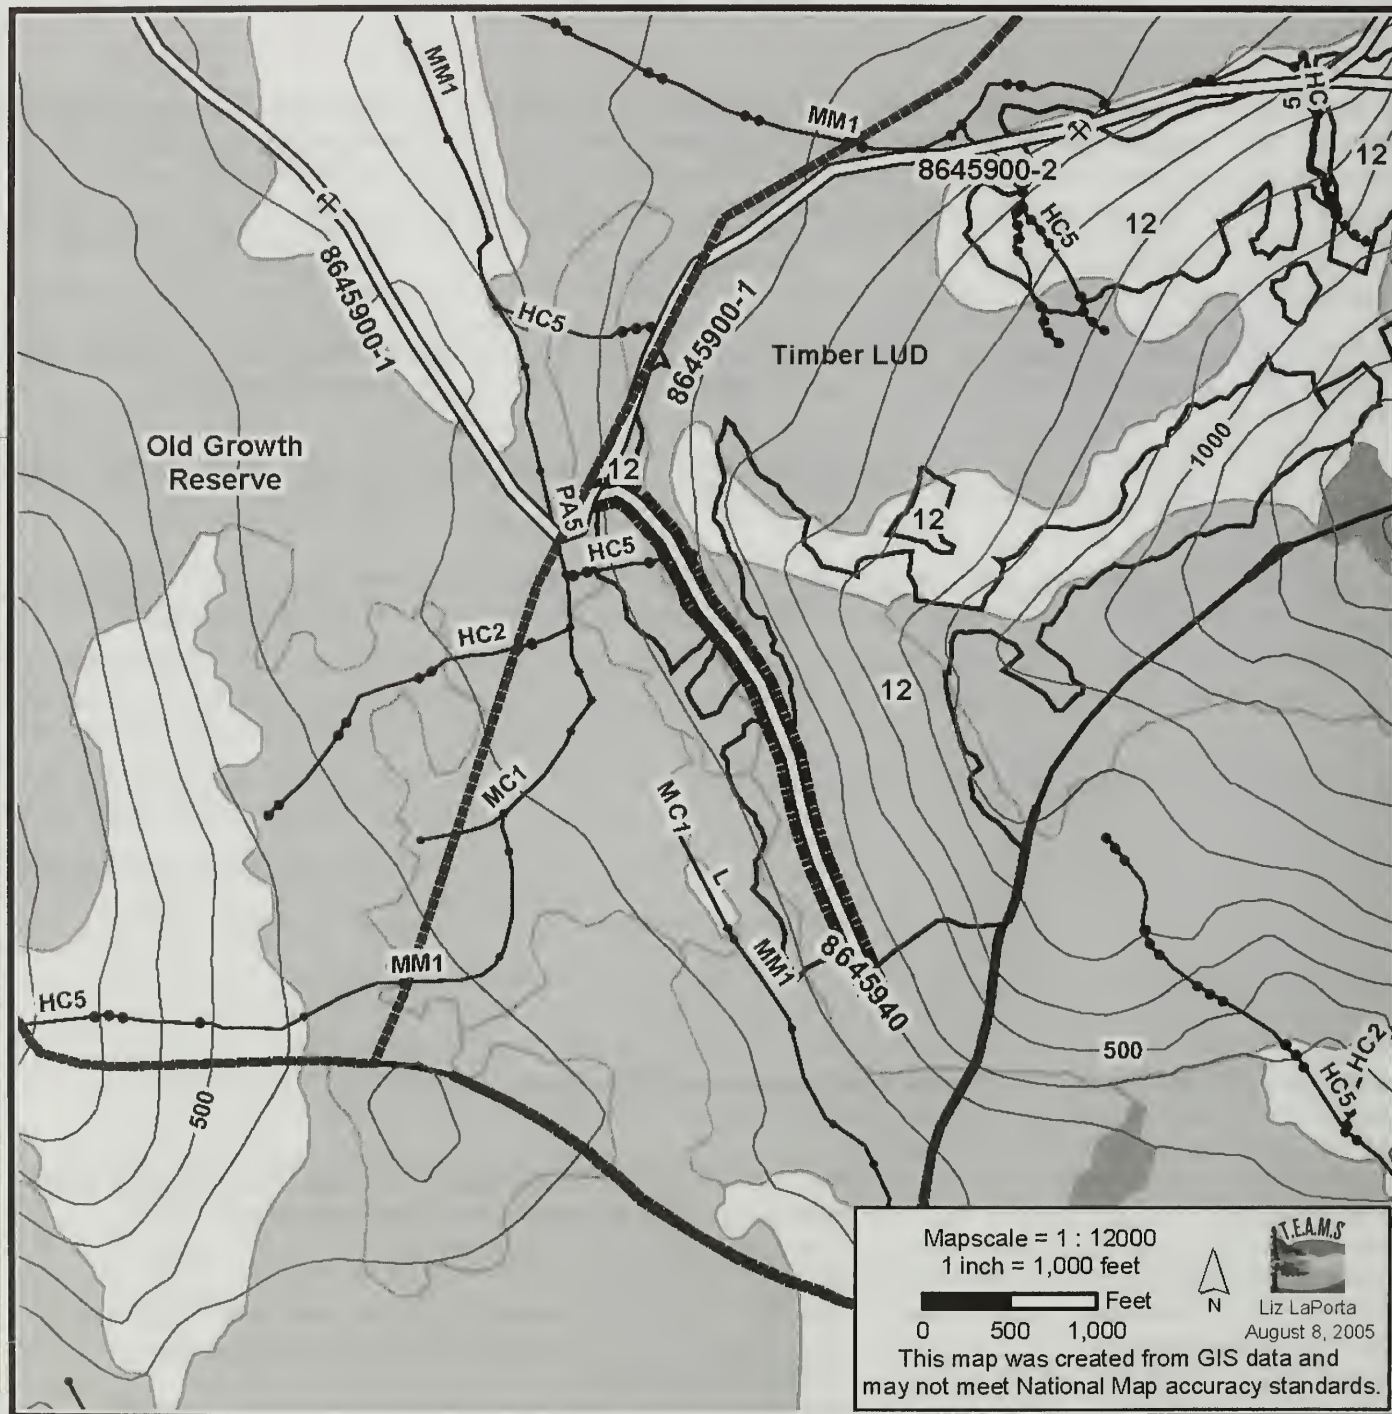 MM1
MM1
HC
5
12
8645900-2
12
HC5
8645900-1
HC5
8645900-1
Timber LUD
Old Growth
Reserve
1000
12
PA5
12
HC5
HC2
12
MC1
MC1
L
MM1
MM1
8645940
HC5
500
500
HC2
HC5
Mapscale = 1 : 12000
1 inch = 1,000 feet
Feet
0 500 1,000
N
T.E.A.M.S
Liz LaPorta
August 8, 2005
This map was created from GIS data and
may not meet National Map accuracy standards.